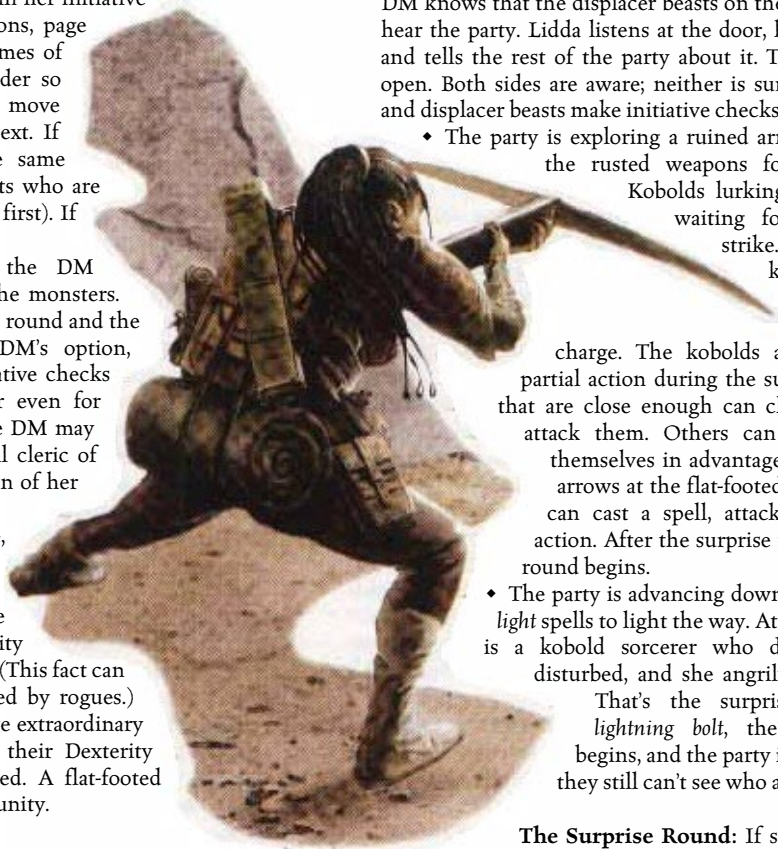 in her initiative
ons, page
mes of
der so
move
ext. If
e same
ts who are
first). If
the DM
he monsters.
round and the
DM's option,
ative checks
r even for
e DM may
l cleric of
n of her
,
e
ity
(This fact can
ed by rogues.)
e extraordinary
their Dexterity
ed. A flat-footed
unity.
DM knows that the displacer beasts on the
hear the party. Lidda listens at the door, h
and tells the rest of the party about it. T
open. Both sides are aware; neither is sur
and displacer beasts make initiative checks
◆ The party is exploring a ruined arm
the rusted weapons fo
Kobolds lurking
waiting fo
strike.
k
charge. The kobolds a
partial action during the su
that are close enough can ch
attack them. Others can
themselves in advantage
arrows at the flat-footed
can cast a spell, attack
action. After the surprise r
round begins.
◆ The party is advancing down
light spells to light the way. At
is a kobold sorcerer who d
disturbed, and she angril
That's the surpris
lightning bolt, the
begins, and the party i
they still can't see who a
The Surprise Round: If s